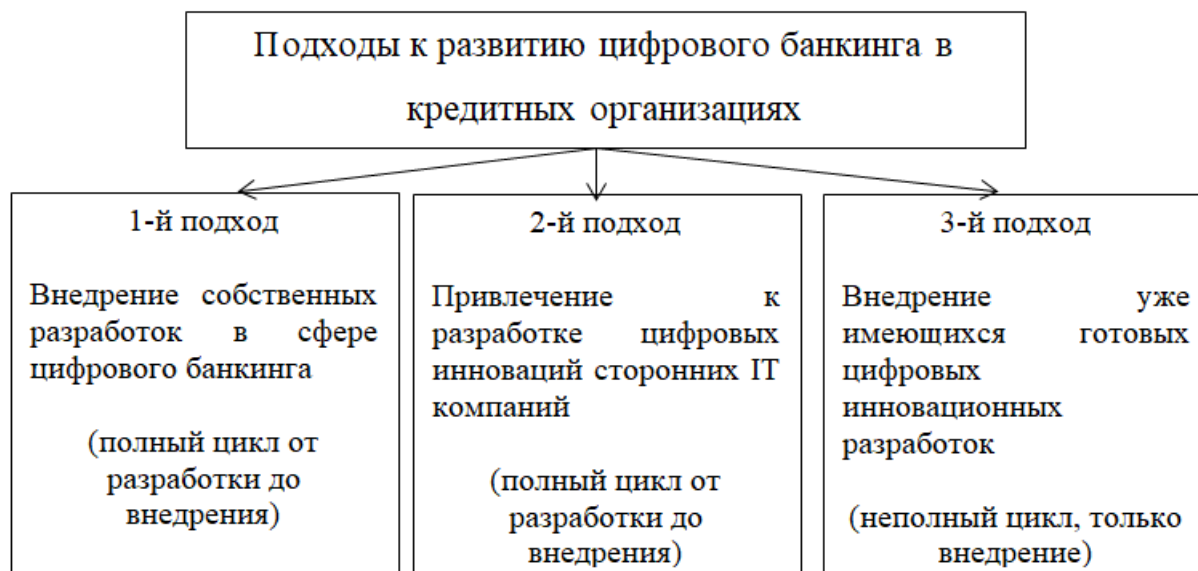 Подходы к развитию цифрового банкинга в
кредитных организациях
1-й подход
Внедрение собственных
разработок в сфере
цифрового банкинга
(полный цикл от
разработки до
внедрения)
2-й подход
Привлечение к
разработке цифровых
инноваций сторонних IT
компаний
(полный цикл от
разработки до
внедрения)
3-й подход
Внедрение уже
имеющихся готовых
цифровых
инновационных
разработок
(неполный цикл, только
внедрение)